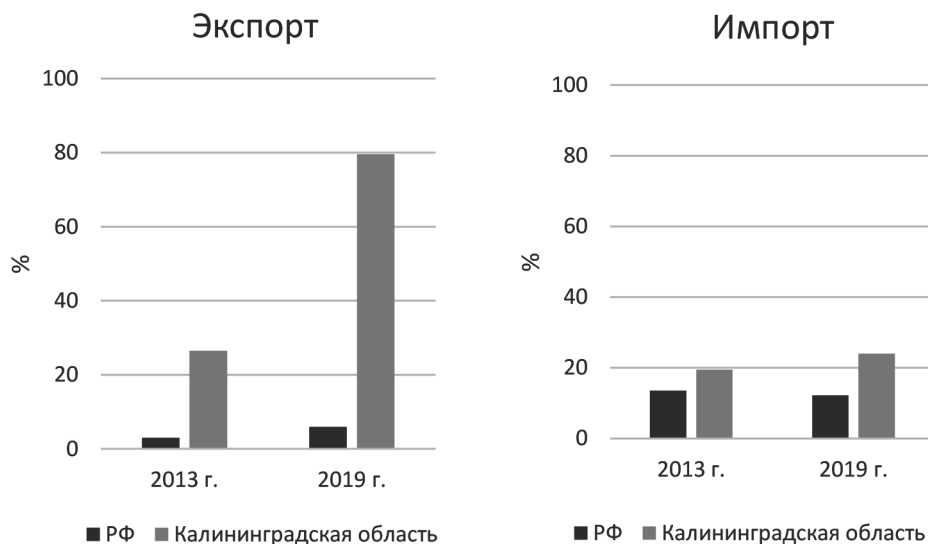 Экспорт
100
80
60
40
20
0
%
2013 г.
2019 г.
РФ
Калининградская область
Импорт
100
80
60
40
20
0
%
2013 г.
2019 г.
РФ
Калининградская область